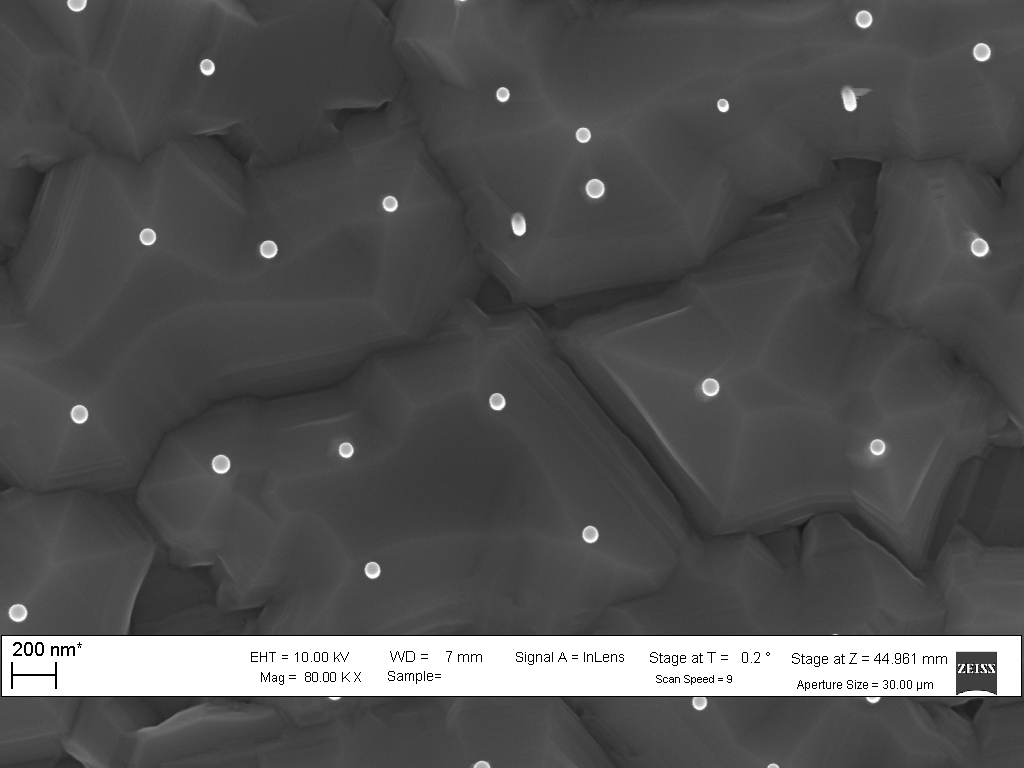 200 nm*
EHT = 10.00 KV   WD =   7 mm   Signal A = InLens   Stage at T =   0.2 °   Stage at Z = 44.961 mm
Mag =   80.00 K X   Sample=   Scan Speed = 9   Aperture Size = 30.00 µm
ZEISS